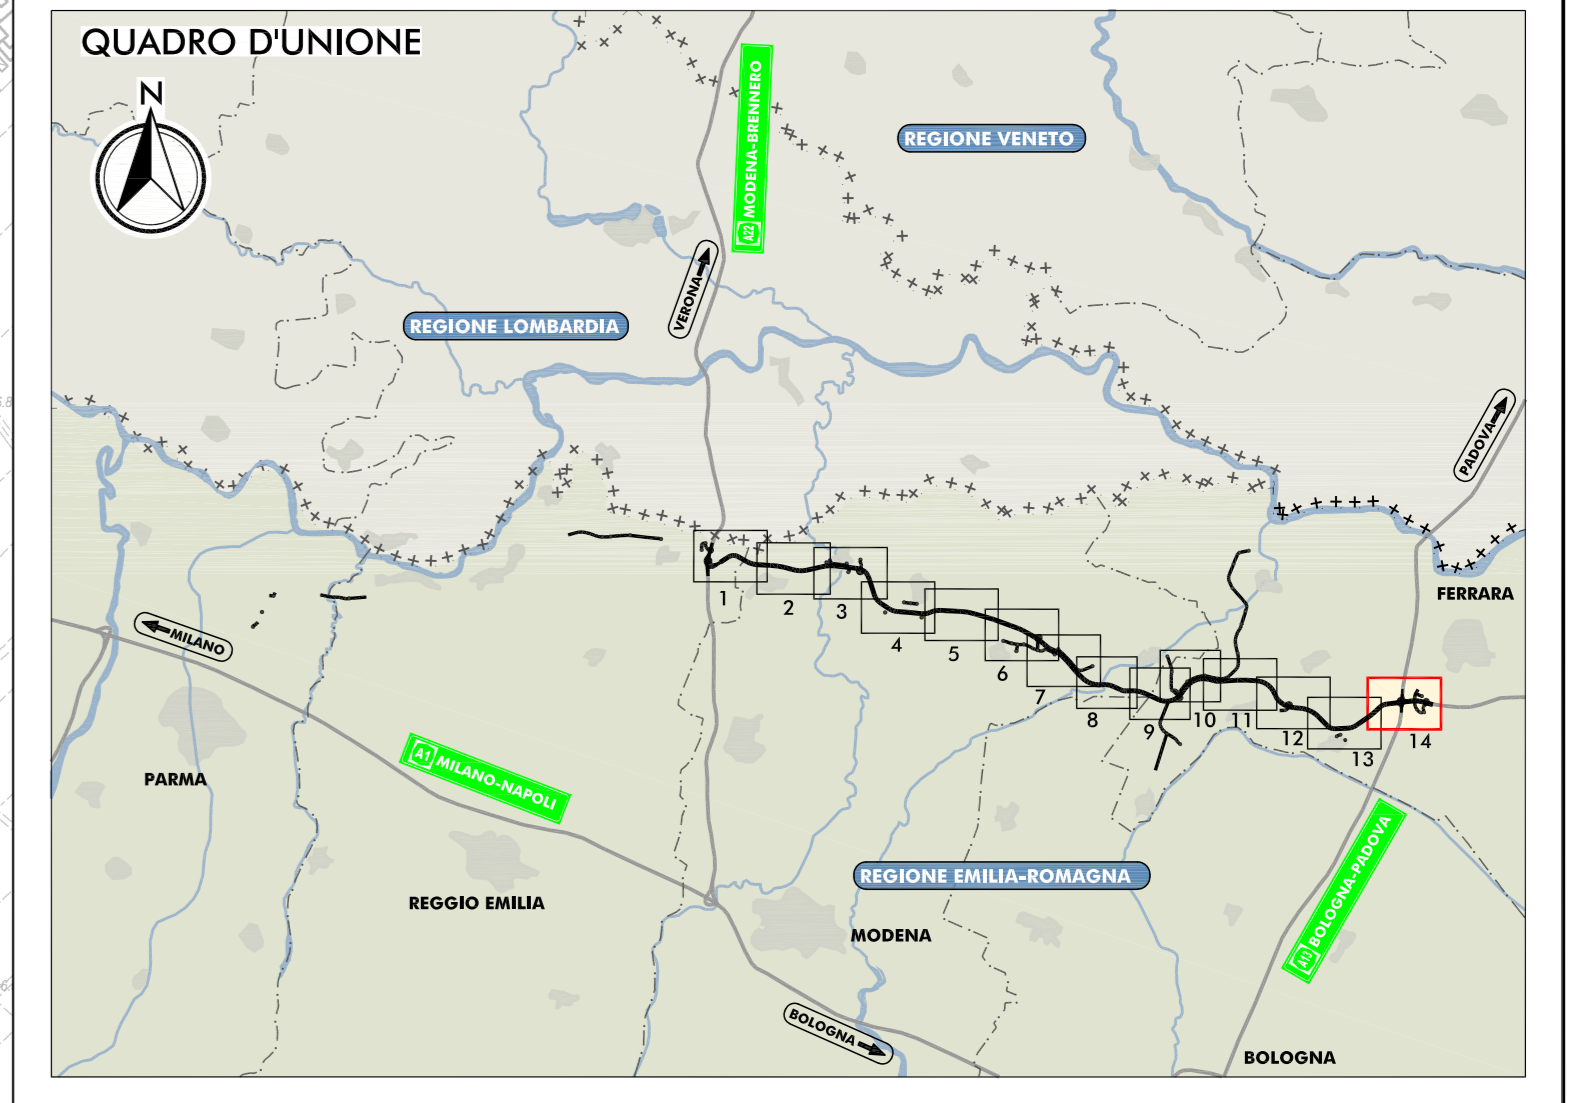 QUADRO D'UNIONE
N
A22 MODENA-BRENNERO
REGIONE VENETO
VERONA
REGIONE LOMBARDIA
PADOVA
FERRARA
MILANO
1
2
3
4
5
6
7
8
9
10
11
12
13
14
PARMA
A1 MILANO-NAPOLI
REGGIO EMILIA
REGIONE EMILIA-ROMAGNA
A13 BOLOGNA-PADOVA
MODENA
BOLOGNA
BOLOGNA